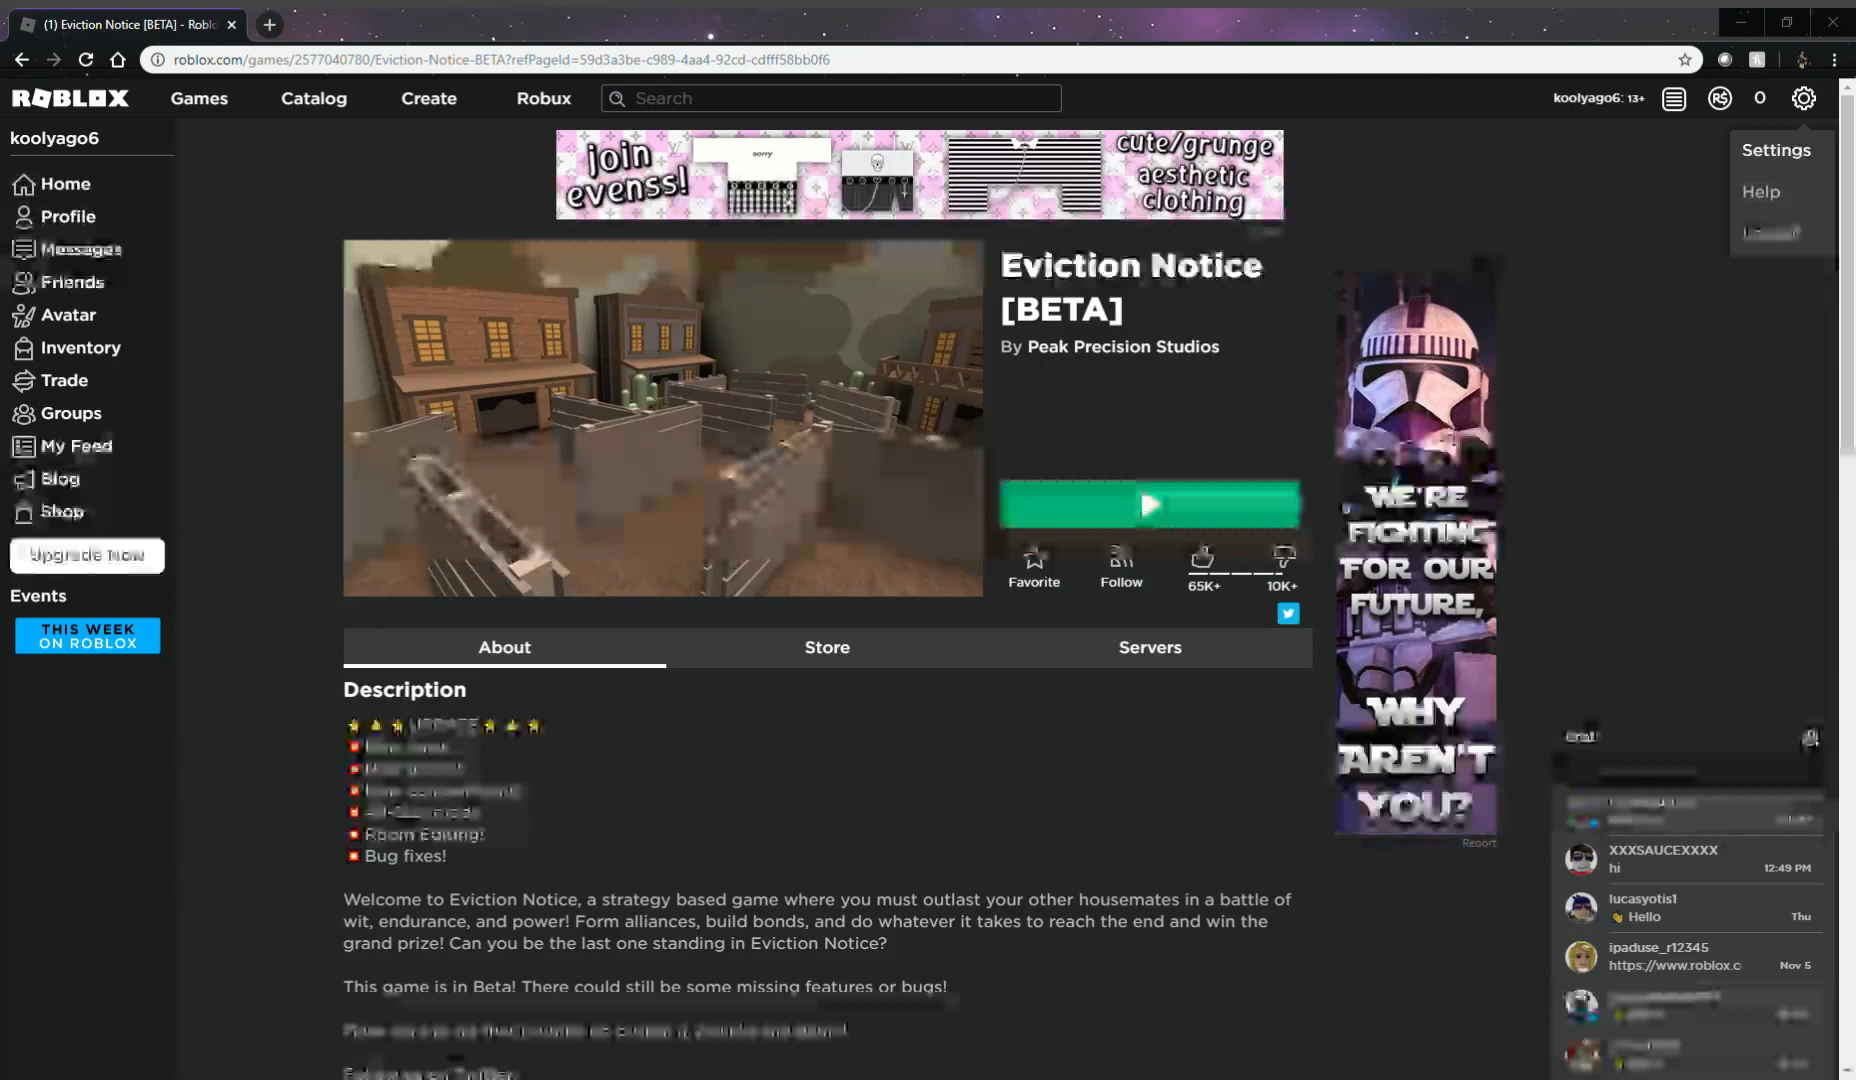 (1) Eviction Notice [BETA] - Roblo
roblox.com/games/2577040780/Eviction-Notice-BETA?refPageId=59d3a3be-c989-4aa4-92cd-cdfff58bb0f6
ROBLOX
Games
Catalog
Create
Robux
Search
koolyago6: 13+
R$
0
koolyago6
Settings
Help
Home
Profile
Messages
Friends
Avatar
Inventory
Trade
Groups
My Feed
Blog
Shop
Upgrade Now
Events
THIS WEEK
ON ROBLOX
join
evenss!
sorry
cute/grunge
aesthetic
clothing
Eviction Notice
[BETA]
By Peak Precision Studios
Favorite
Follow
65K+
10K+
About
Store
Servers
Description
UPDATE
Room Editing!
Bug fixes!
Welcome to Eviction Notice, a strategy based game where you must outlast your other housemates in a battle of
wit, endurance, and power! Form alliances, build bonds, and do whatever it takes to reach the end and win the
grand prize! Can you be the last one standing in Eviction Notice?
This game is in Beta! There could still be some missing features or bugs!
WE'RE
FIGHTING
FOR OUR
FUTURE,
WHY
AREN'T
YOU?
Report
Chat
XXXSAUCEXXXX
hi
12:49 PM
lucasyotis1
👋 Hello
Thu
ipaduse_r12345
https://www.roblox.c
Nov 5